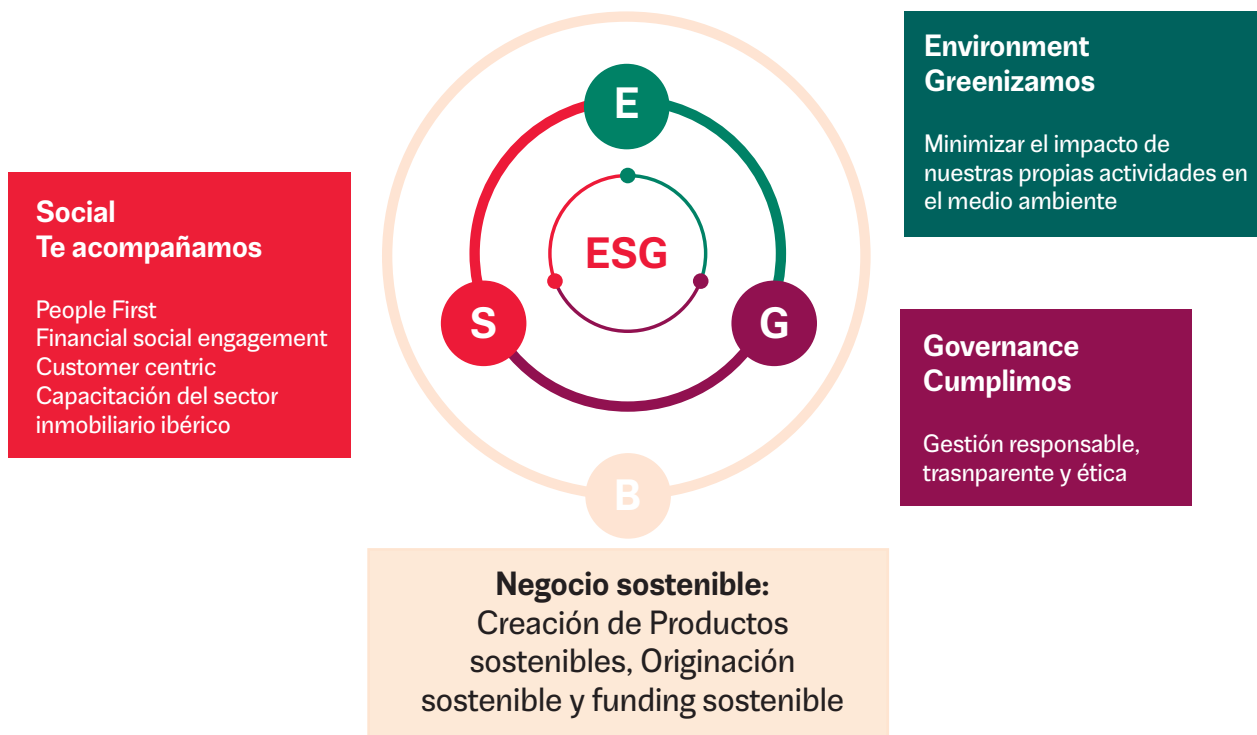 E
ESG
S
G
B
Environment
Greenizamos
Minimizar el impacto de
nuestras propias actividades en
el medio ambiente
Social
Te acompañamos
People First
Financial social engagement
Customer centric
Capacitación del sector
inmobiliario ibérico
Governance
Cumplimos
Gestión responsable,
trasnparente y ética
Negocio sostenible:
Creación de Productos
sostenibles, Originación
sostenible y funding sostenible